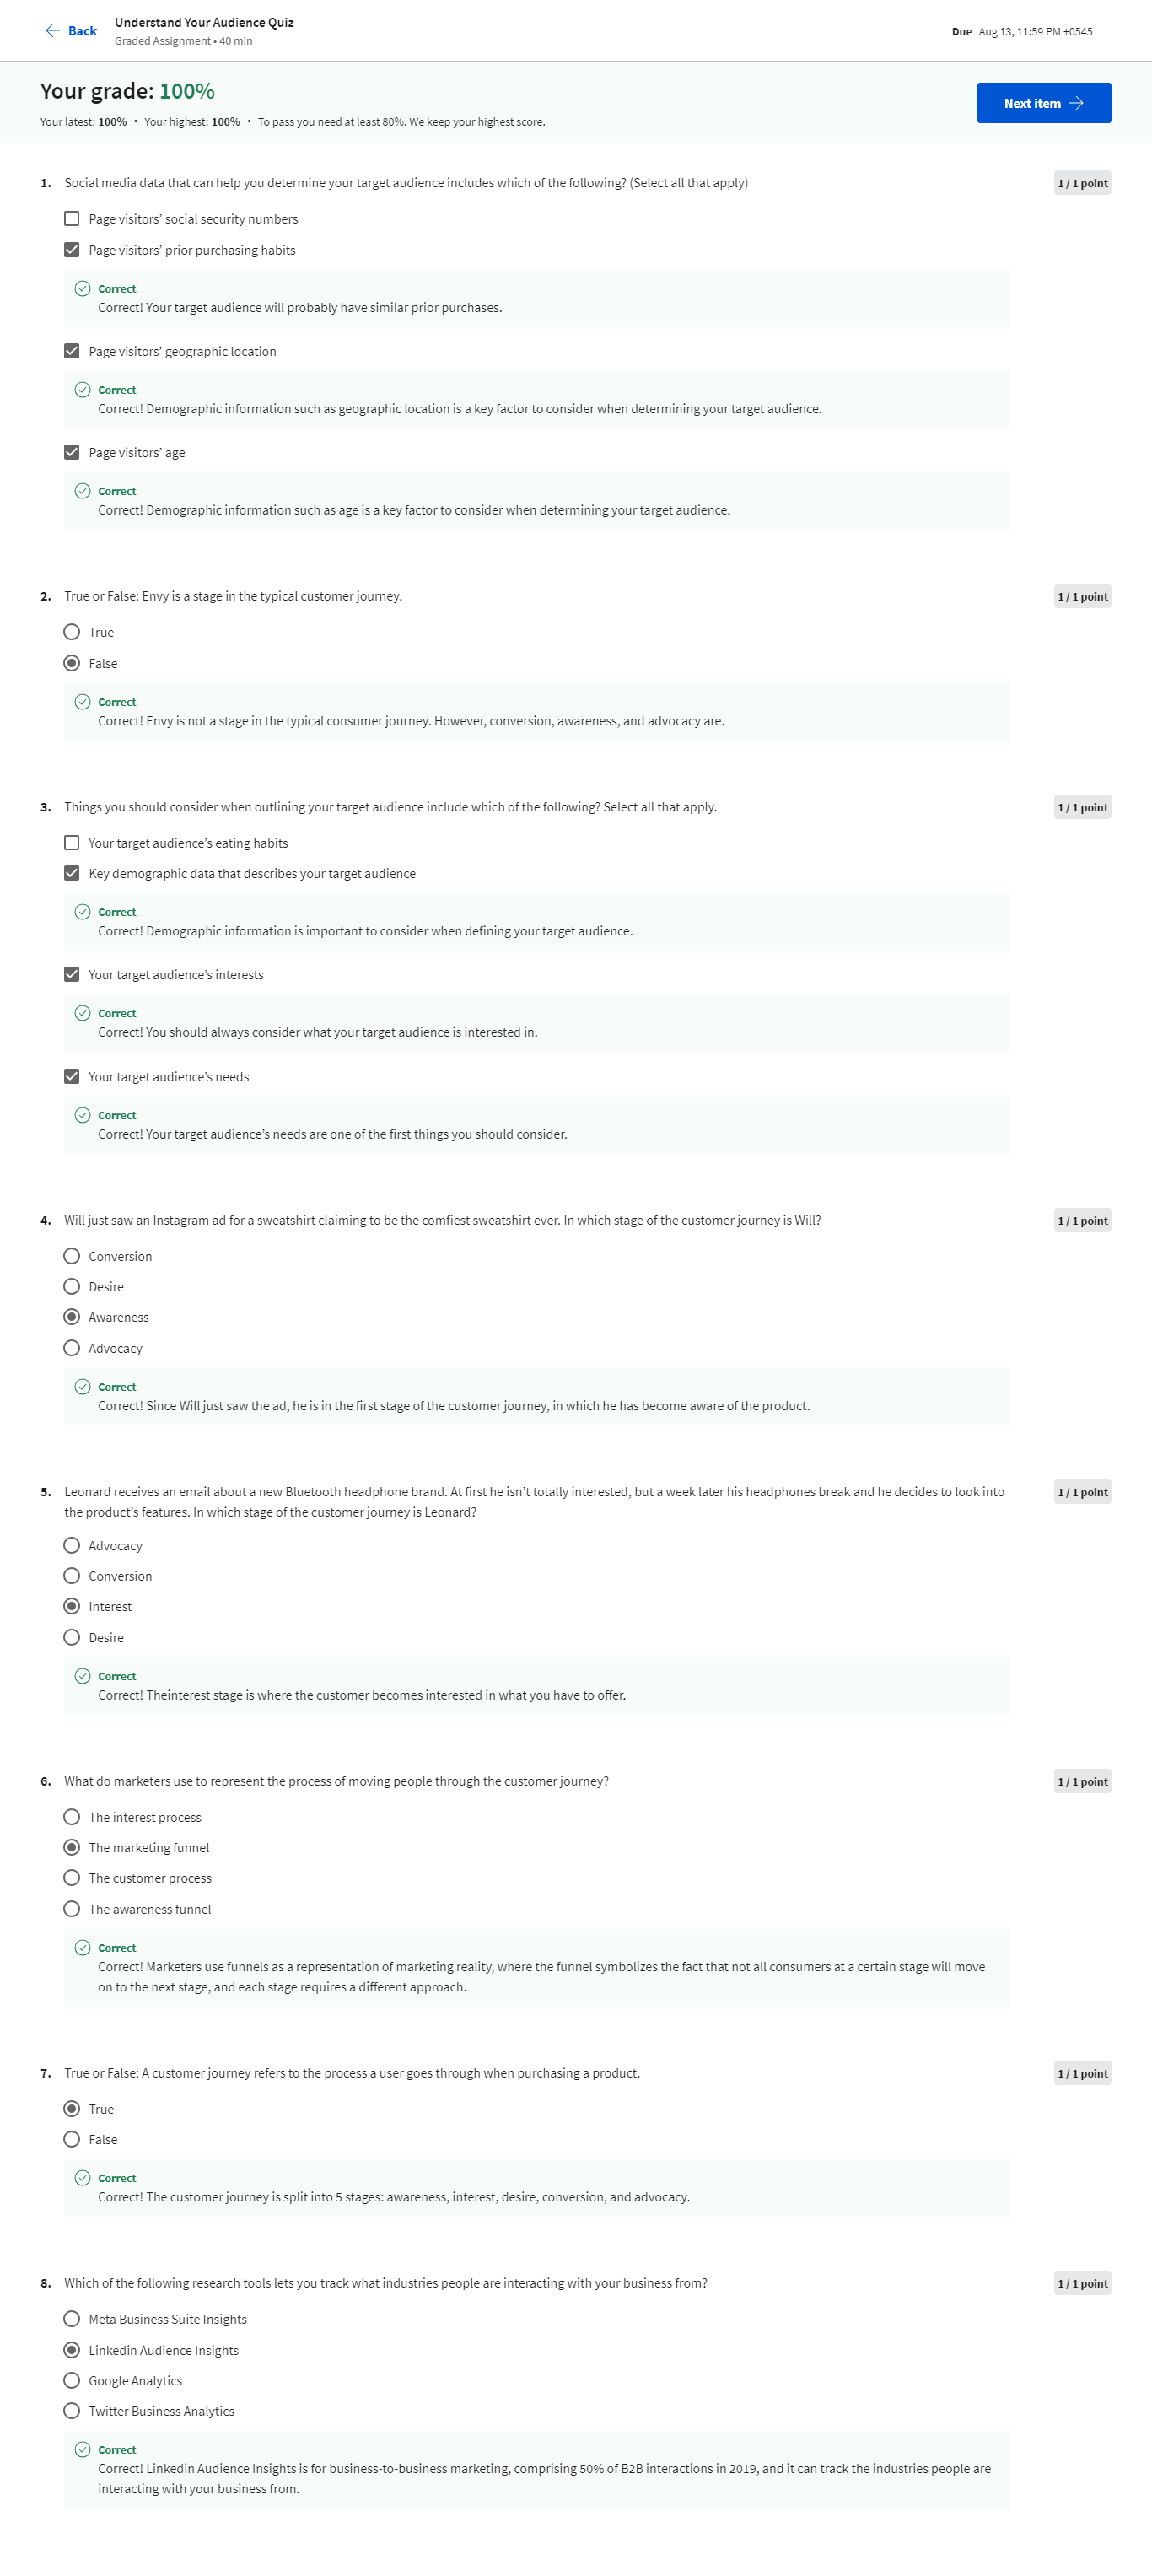 Back
Understand Your Audience Quiz
Graded Assignment • 40 min
Due Aug 13, 11:59 PM +0545
Your grade: 100%
Your latest: 100% • Your highest: 100% • To pass you need at least 80%. We keep your highest score.
Next item
1. Social media data that can help you determine your target audience includes which of the following? (Select all that apply)
1 / 1 point
Page visitors’ social security numbers
Page visitors’ prior purchasing habits
Correct
Correct! Your target audience will probably have similar prior purchases.
Page visitors’ geographic location
Correct
Correct! Demographic information such as geographic location is a key factor to consider when determining your target audience.
Page visitors’ age
Correct
Correct! Demographic information such as age is a key factor to consider when determining your target audience.
2. True or False: Envy is a stage in the typical customer journey.
1 / 1 point
True
False
Correct
Correct! Envy is not a stage in the typical consumer journey. However, conversion, awareness, and advocacy are.
3. Things you should consider when outlining your target audience include which of the following? Select all that apply.
1 / 1 point
Your target audience’s eating habits
Key demographic data that describes your target audience
Correct
Correct! Demographic information is important to consider when defining your target audience.
Your target audience’s interests
Correct
Correct! You should always consider what your target audience is interested in.
Your target audience’s needs
Correct
Correct! Your target audience’s needs are one of the first things you should consider.
4. Will just saw an Instagram ad for a sweatshirt claiming to be the comfiest sweatshirt ever. In which stage of the customer journey is Will?
1 / 1 point
Conversion
Desire
Awareness
Advocacy
Correct
Correct! Since Will just saw the ad, he is in the first stage of the customer journey, in which he has become aware of the product.
5. Leonard receives an email about a new Bluetooth headphone brand. At first he isn’t totally interested, but a week later his headphones break and he decides to look into
the product’s features. In which stage of the customer journey is Leonard?
1 / 1 point
Advocacy
Conversion
Interest
Desire
Correct
Correct! Theinterest stage is where the customer becomes interested in what you have to offer.
6. What do marketers use to represent the process of moving people through the customer journey?
1 / 1 point
The interest process
The marketing funnel
The customer process
The awareness funnel
Correct
Correct! Marketers use funnels as a representation of marketing reality, where the funnel symbolizes the fact that not all consumers at a certain stage will move
on to the next stage, and each stage requires a different approach.
7. True or False: A customer journey refers to the process a user goes through when purchasing a product.
1 / 1 point
True
False
Correct
Correct! The customer journey is split into 5 stages: awareness, interest, desire, conversion, and advocacy.
8. Which of the following research tools lets you track what industries people are interacting with your business from?
1 / 1 point
Meta Business Suite Insights
Linkedin Audience Insights
Google Analytics
Twitter Business Analytics
Correct
Correct! Linkedin Audience Insights is for business-to-business marketing, comprising 50% of B2B interactions in 2019, and it can track the industries people are
interacting with your business from.